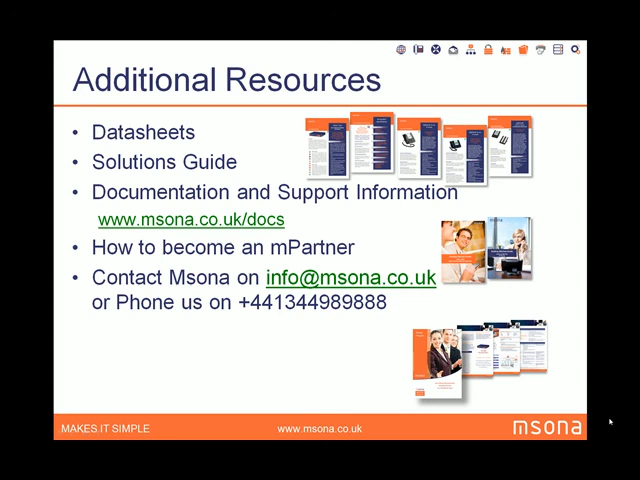 Additional Resources
• Datasheets
• Solutions Guide
• Documentation and Support Information
www.msona.co.uk/docs
• How to become an mPartner
• Contact Msona on info@msona.co.uk
or Phone us on +441344989888
.MAKES IT SIMPLE
www.msona.co.uk
msona